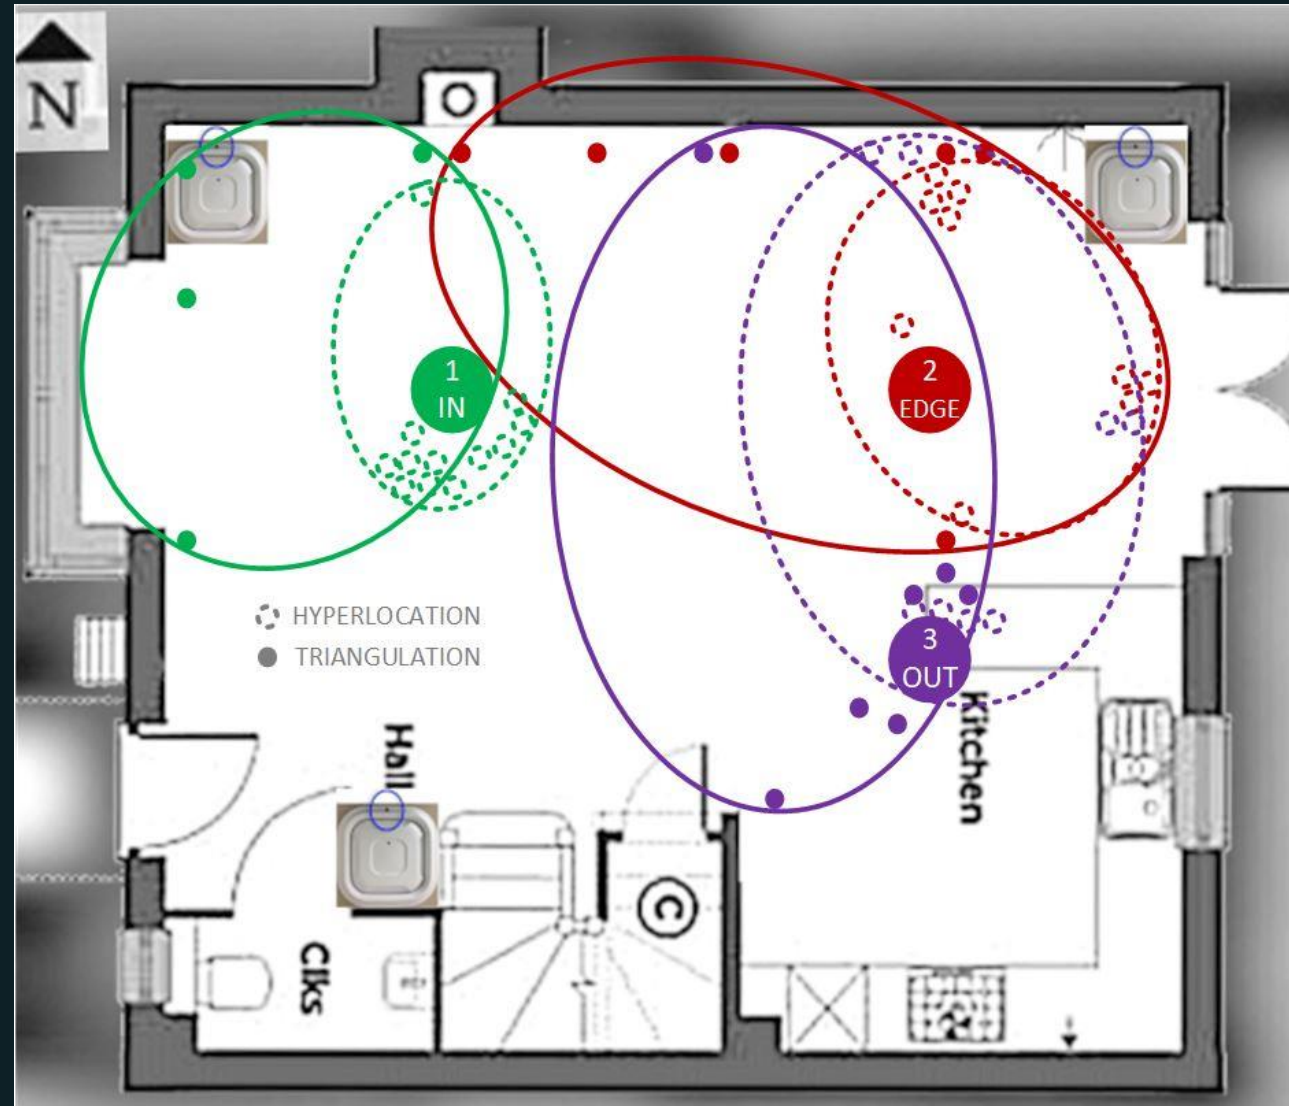 N
1
IN
2
EDGE
HYPERLOCATION
TRIANGULATION
3
OUT
Kitchen
Hall
C
Clks